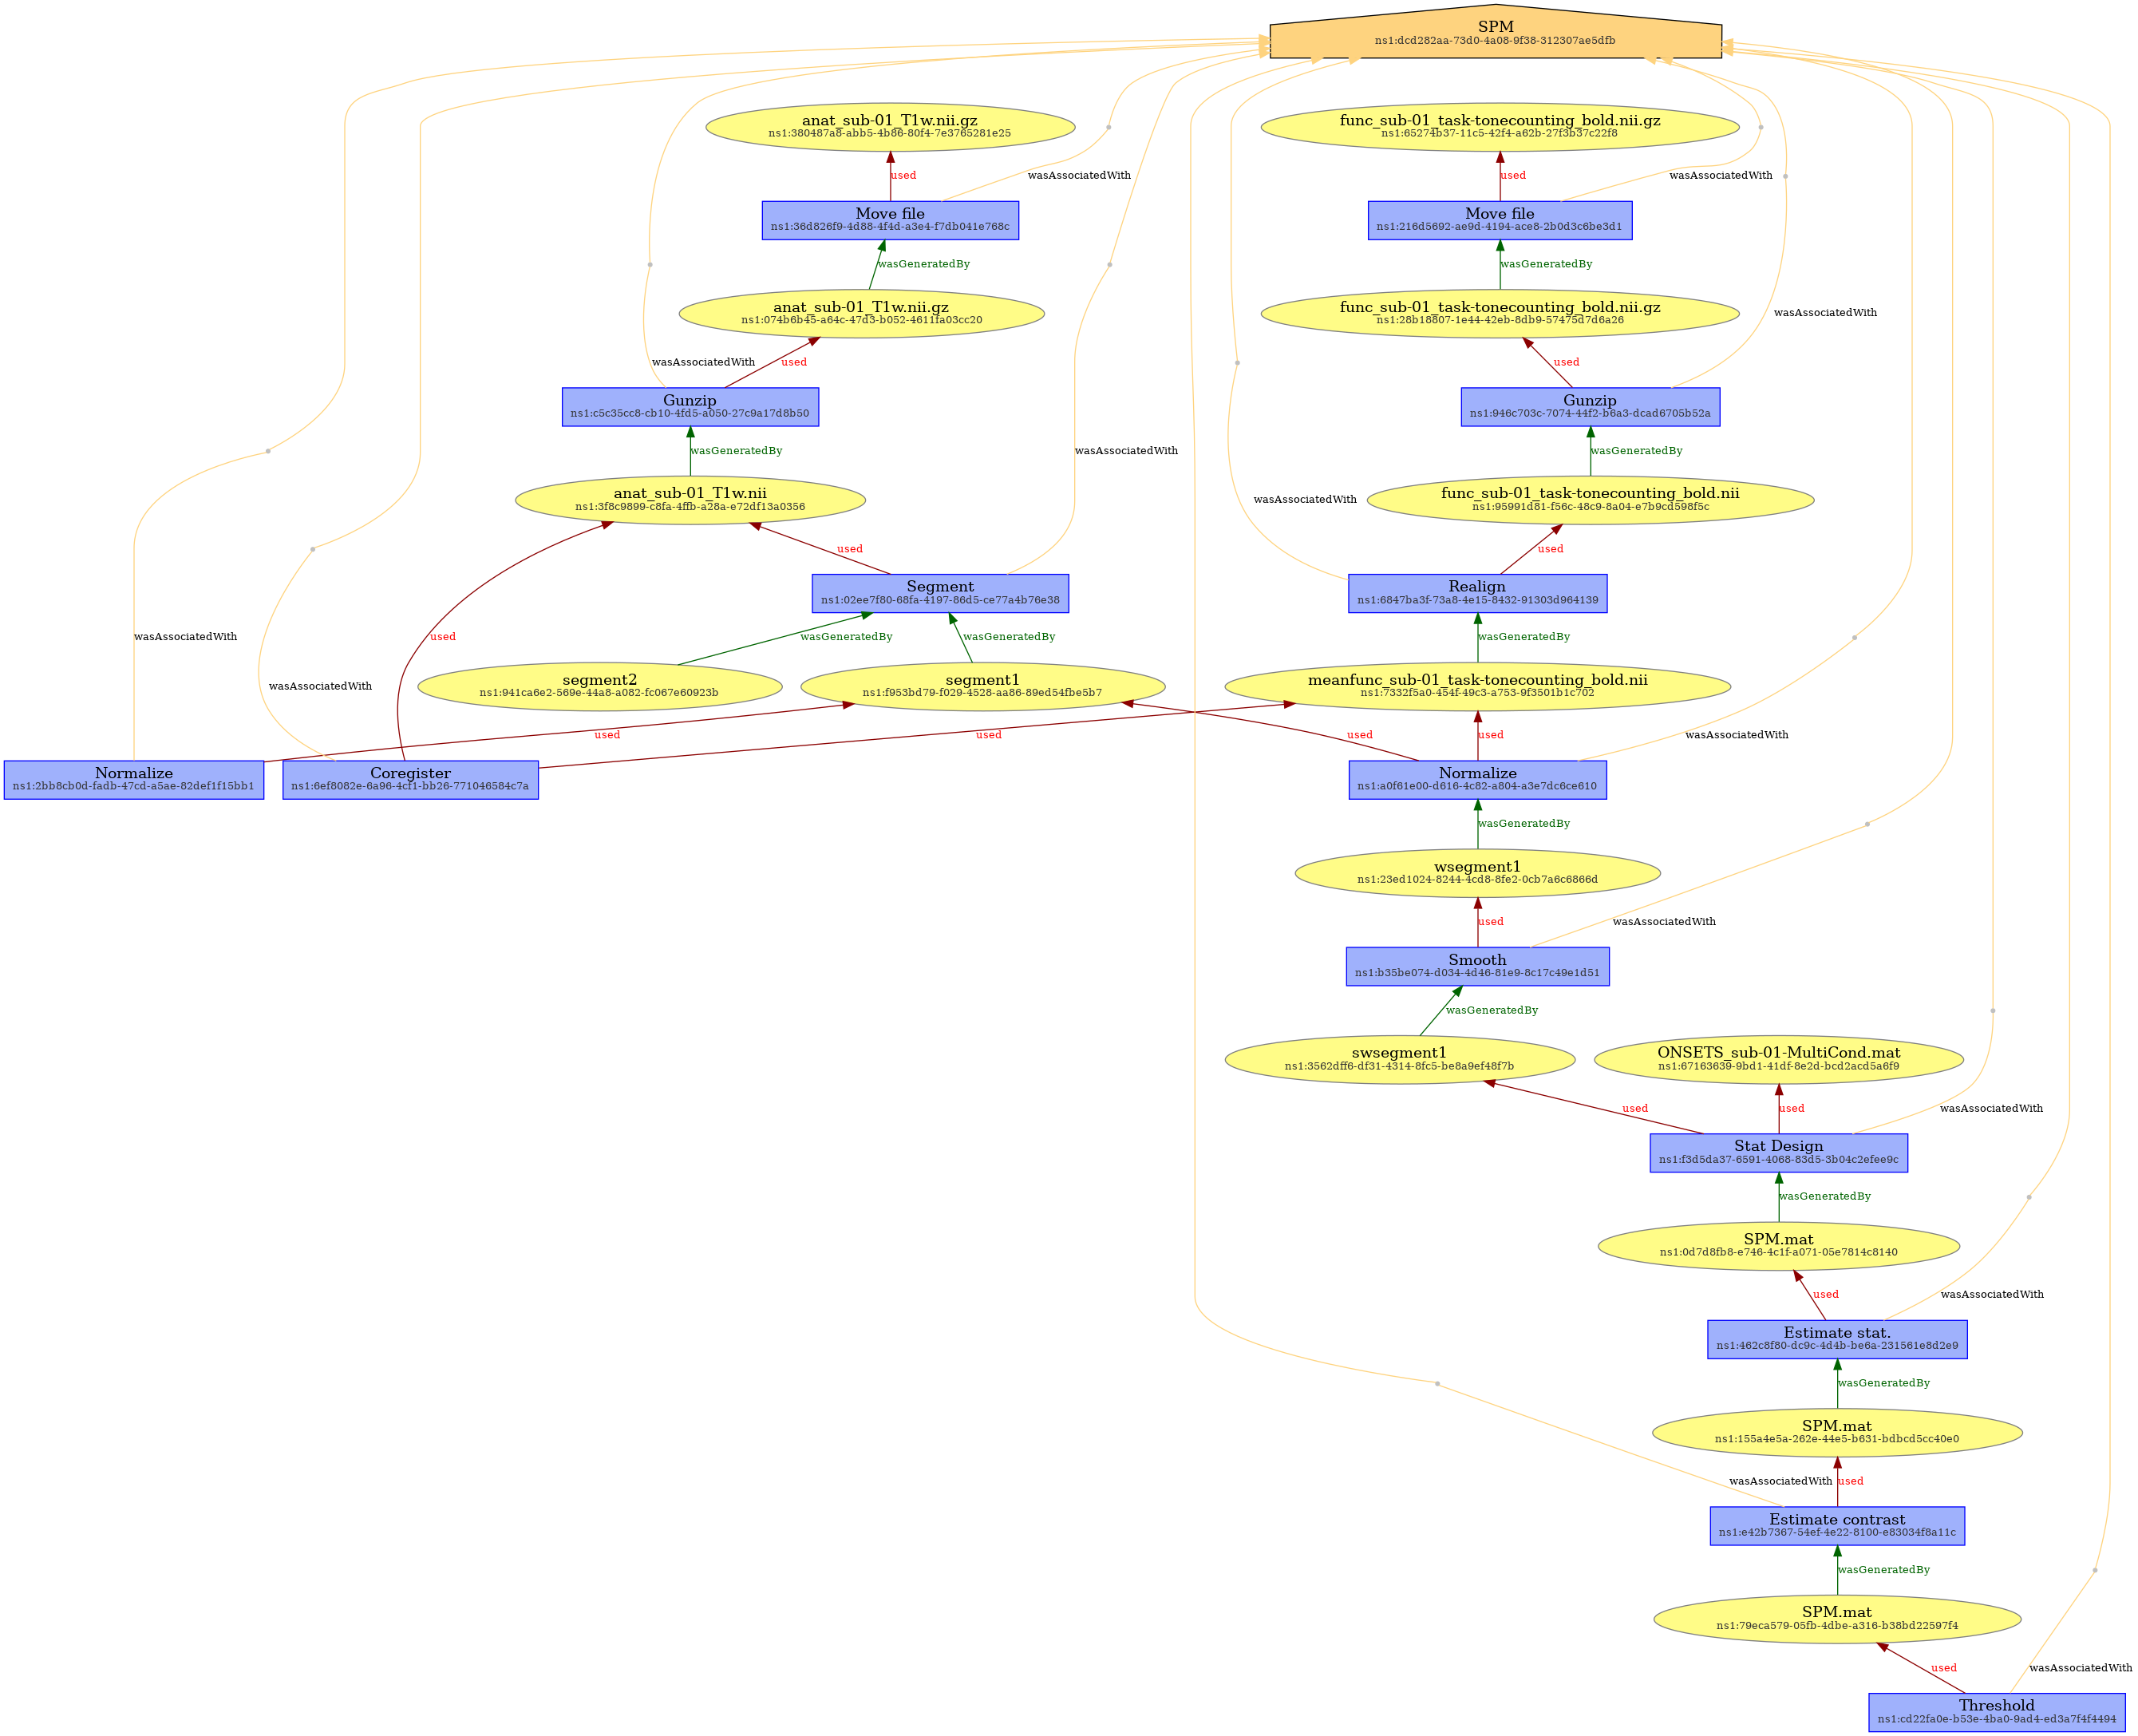 SPM
ns1:dcd282aa-73d0-4a08-9f38-312307ae5dfb
anat_sub-01_T1w.nii.gz
ns1:380487a8-abb5-4b86-80f4-7e3765281e25
func_sub-01_task-tonecounting_bold.nii.gz
ns1:65274b37-11c5-42f4-a62b-27f3b37c22f8
used
wasAssociatedWith
used
wasAssociatedWith
Move file
ns1:36d826f9-4d88-4f4d-a3e4-f7db041e768c
Move file
ns1:216d5692-ae9d-4194-ace8-2b0d3c6be3d1
wasGeneratedBy
wasGeneratedBy
anat_sub-01_T1w.nii.gz
ns1:074b6b45-a64c-47d3-b052-4611fa03cc20
func_sub-01_task-tonecounting_bold.nii.gz
ns1:28b18807-1e44-42eb-8db9-57475d7d6a26
wasAssociatedWith
wasAssociatedWith
used
used
Gunzip
ns1:c5c35cc8-cb10-4fd5-a050-27c9a17d8b50
Gunzip
ns1:946c703c-7074-44f2-b6a3-dcad6705b52a
wasGeneratedBy
wasAssociatedWith
wasGeneratedBy
anat_sub-01_T1w.nii
ns1:3f8c9899-c8fa-4ffb-a28a-e72df13a0356
wasAssociatedWith
func_sub-01_task-tonecounting_bold.nii
ns1:95991d81-f56c-48c9-8a04-e7b9cd598f5c
used
used
Segment
ns1:02ee7f80-68fa-4197-86d5-ce77a4b76e38
Realign
ns1:6847ba3f-73a8-4e15-8432-91303d964139
wasAssociatedWith
used
wasGeneratedBy
wasGeneratedBy
wasGeneratedBy
wasAssociatedWith
segment2
ns1:941ca6e2-569e-44a8-a082-fc067e60923b
segment1
ns1:f953bd79-f029-4528-aa86-89ed54fbe5b7
meanfunc_sub-01_task-tonecounting_bold.nii
ns1:7332f5a0-454f-49c3-a753-9f3501b1c702
used
used
used
used
wasAssociatedWith
Normalize
ns1:2bb8cb0d-fadb-47cd-a5ae-82def1f15bb1
Coregister
ns1:6ef8082e-6a96-4cf1-bb26-771046584c7a
Normalize
ns1:a0f61e00-d616-4c82-a804-a3e7dc6ce610
wasGeneratedBy
wsegment1
ns1:23ed1024-8244-4cd8-8fe2-0cb7a6c6866d
used
wasAssociatedWith
Smooth
ns1:b35be074-d034-4d46-81e9-8c17c49e1d51
wasGeneratedBy
swsegment1
ns1:3562dff6-df31-4314-8fc5-be8a9ef48f7b
ONSETS_sub-01-MultiCond.mat
ns1:67163639-9bd1-41df-8e2d-bcd2acd5a6f9
used
used
wasAssociatedWith
Stat Design
ns1:f3d5da37-6591-4068-83d5-3b04c2efee9c
wasGeneratedBy
SPM.mat
ns1:0d7d8fb8-e746-4c1f-a071-05e7814c8140
used
wasAssociatedWith
Estimate stat.
ns1:462c8f80-dc9c-4d4b-be6a-231561e8d2e9
wasGeneratedBy
SPM.mat
ns1:155a4e5a-262e-44e5-b631-bdbcd5cc40e0
wasAssociatedWith
used
Estimate contrast
ns1:e42b7367-54ef-4e22-8100-e83034f8a11c
wasGeneratedBy
SPM.mat
ns1:79eca579-05fb-4dbe-a316-b38bd22597f4
used
wasAssociatedWith
Threshold
ns1:cd22fa0e-b53e-4ba0-9ad4-ed3a7f4f4494